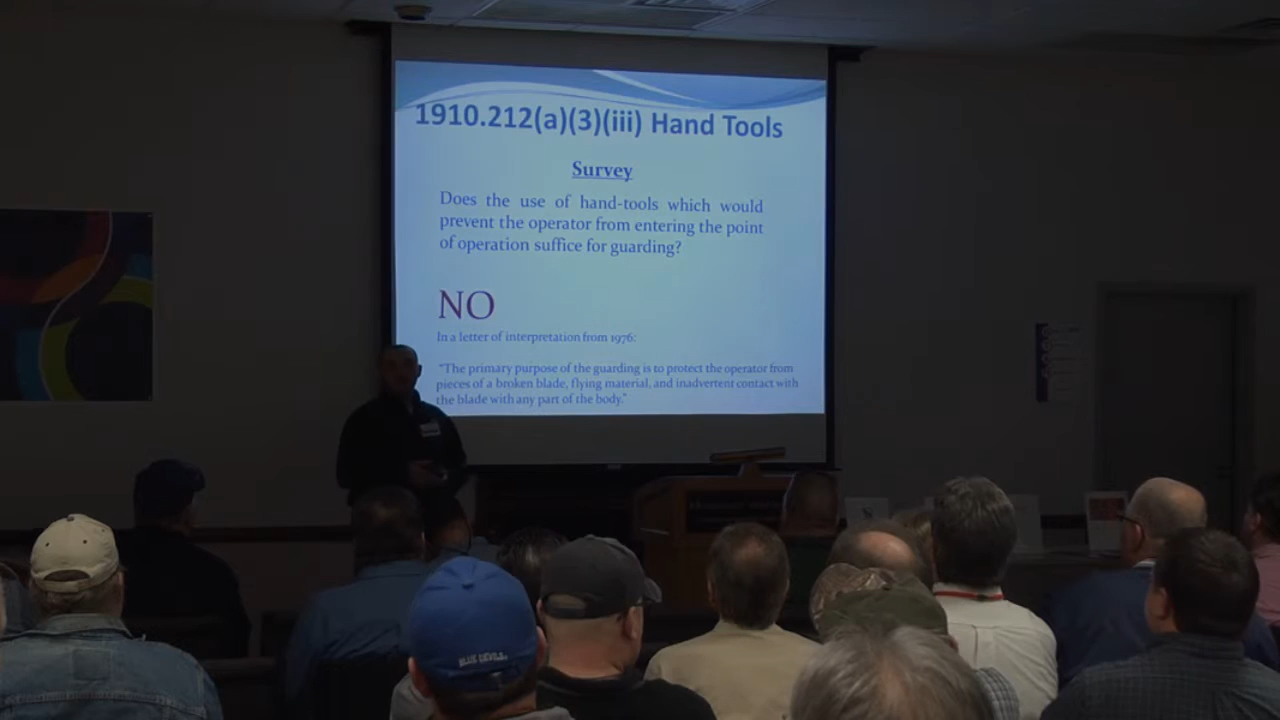 1910.212(a)(3)(iii) Hand Tools
Survey
Does the use of hand-tools which would
prevent the operator from entering the point
of operation suffice for guarding?
NO
In a letter of interpretation from 1976:
"The primary purpose of the guarding is to protect the operator from
pieces of a broken blade, flying material, and inadvertent contact with
the blade with any part of the body."
BLUE DEVILS